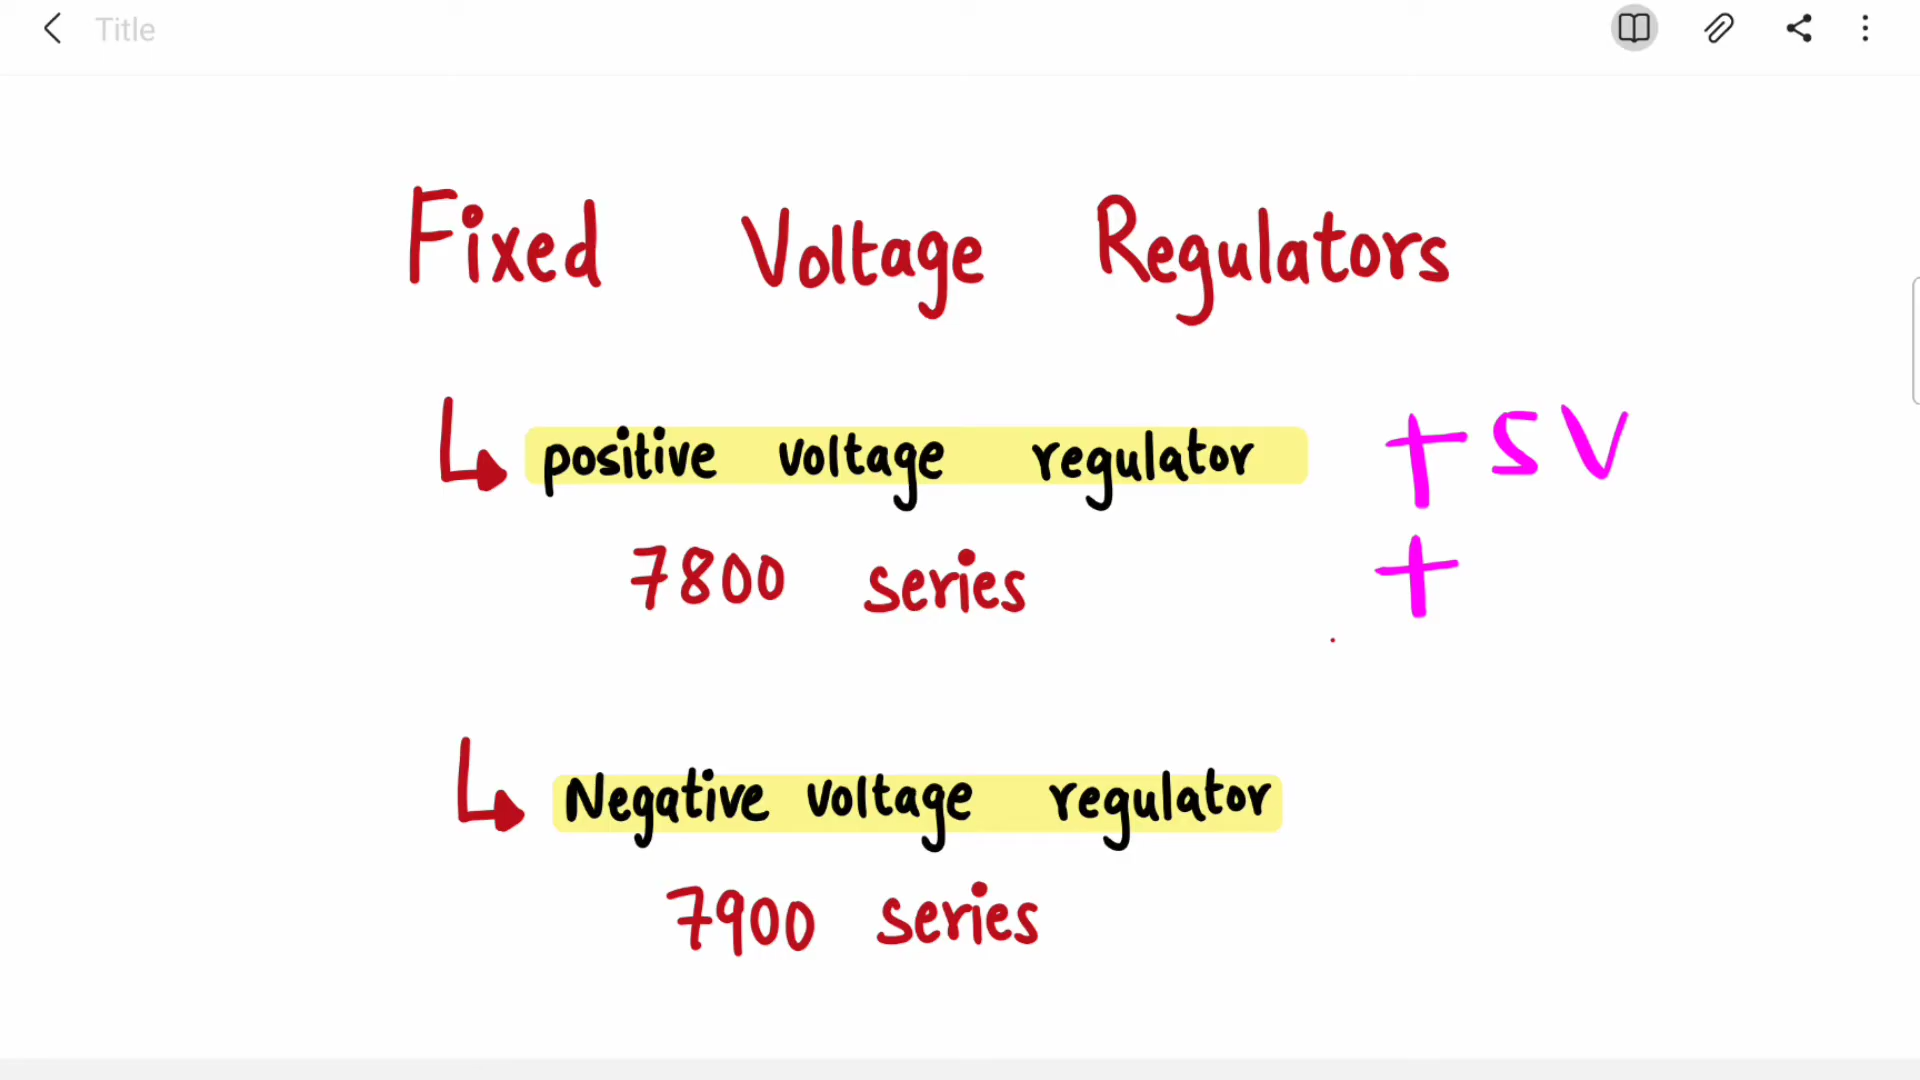 Title
Fixed Voltage Regulators
positive voltage regulator +5V
7800 series +
Negative voltage regulator
7900 series